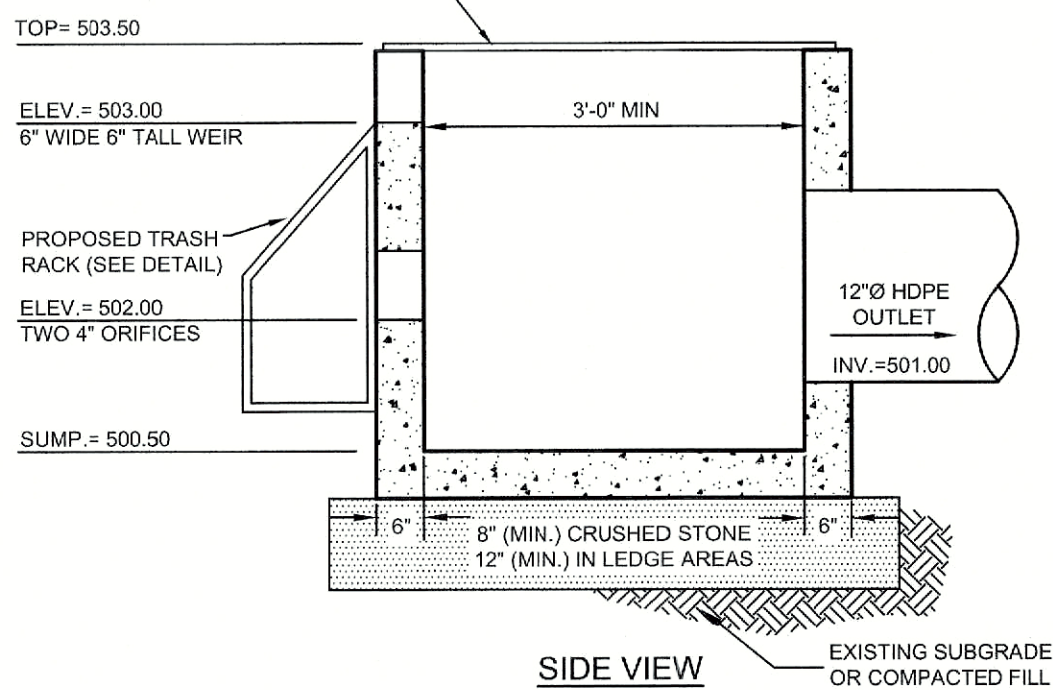 TOP= 503.50
ELEV.= 503.00
6" WIDE 6" TALL WEIR
3'-0" MIN
PROPOSED TRASH
RACK (SEE DETAIL)
ELEV.= 502.00
TWO 4" ORIFICES
12"Ø HDPE
OUTLET
INV.=501.00
SUMP.= 500.50
6"
8" (MIN.) CRUSHED STONE
12" (MIN.) IN LEDGE AREAS
6"
SIDE VIEW
EXISTING SUBGRADE
OR COMPACTED FILL